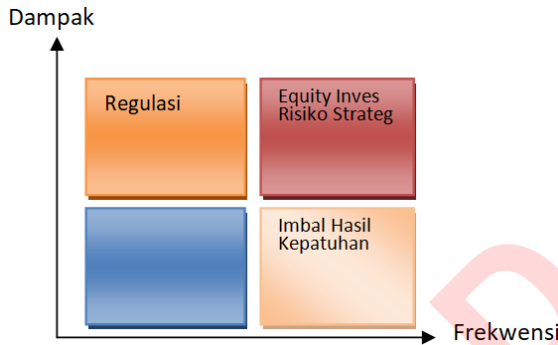 Dampak
Regulasi
Equity Inves
Risiko Strateg
Imbal Hasil
Kepatuhan
Frekwensi